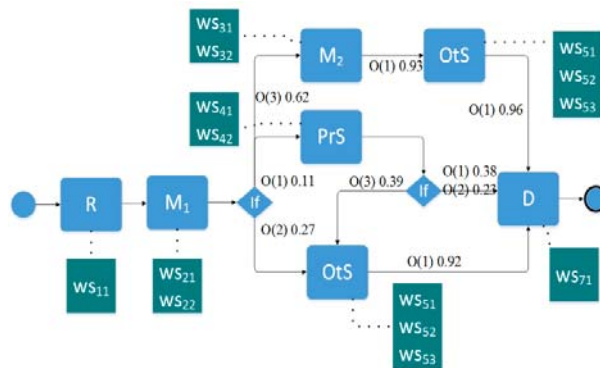 WS31
WS32
M2
O(1) 0.93
OtS
WS51
WS52
WS53
O(3) 0.62
O(1) 0.96
WS41
WS42
PrS
R
M1
If
O(1) 0.11
O(2) 0.27
O(3) 0.39
If
O(1) 0.38
O(2) 0.23
D
WS11
WS21
WS22
OtS
O(1) 0.92
WS71
WS51
WS52
WS53